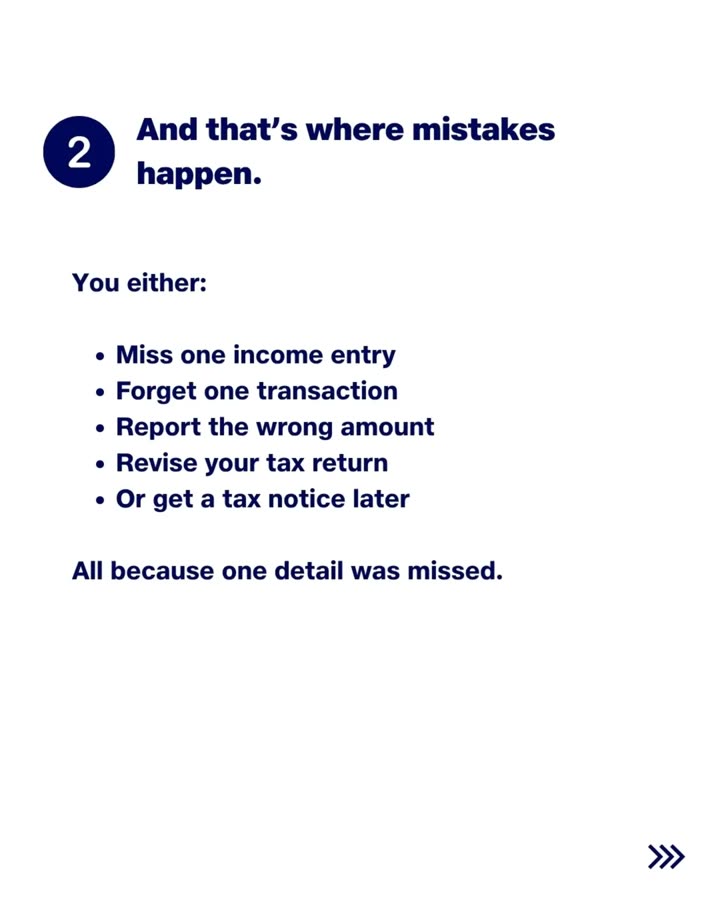 2
And that's where mistakes
happen.
You either:
• Miss one income entry
• Forget one transaction
• Report the wrong amount
• Revise your tax return
• Or get a tax notice later
All because one detail was missed.